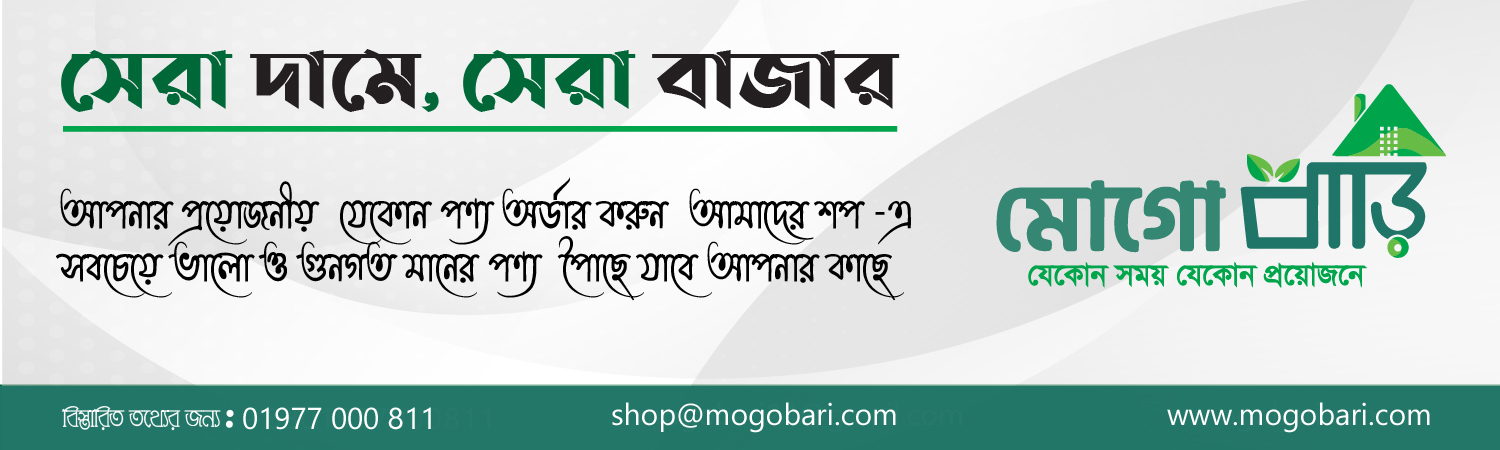 সেরা দামে, সেরা বাজার
আপনার প্রয়োজনীয় যেকোন পণ্য অর্ডার করুন আমাদের শপ -এ
সবচেয়ে ভালো ও গুনগত মানের পণ্য পৈাছে যাবে আপনার কাছে
মোগো বাড়ি
যেকোন সময় যেকোন প্রয়োজনে
বিস্তারিত তথ্যের জন্য : 01977 000 811
shop@mogobari.com
www.mogobari.com